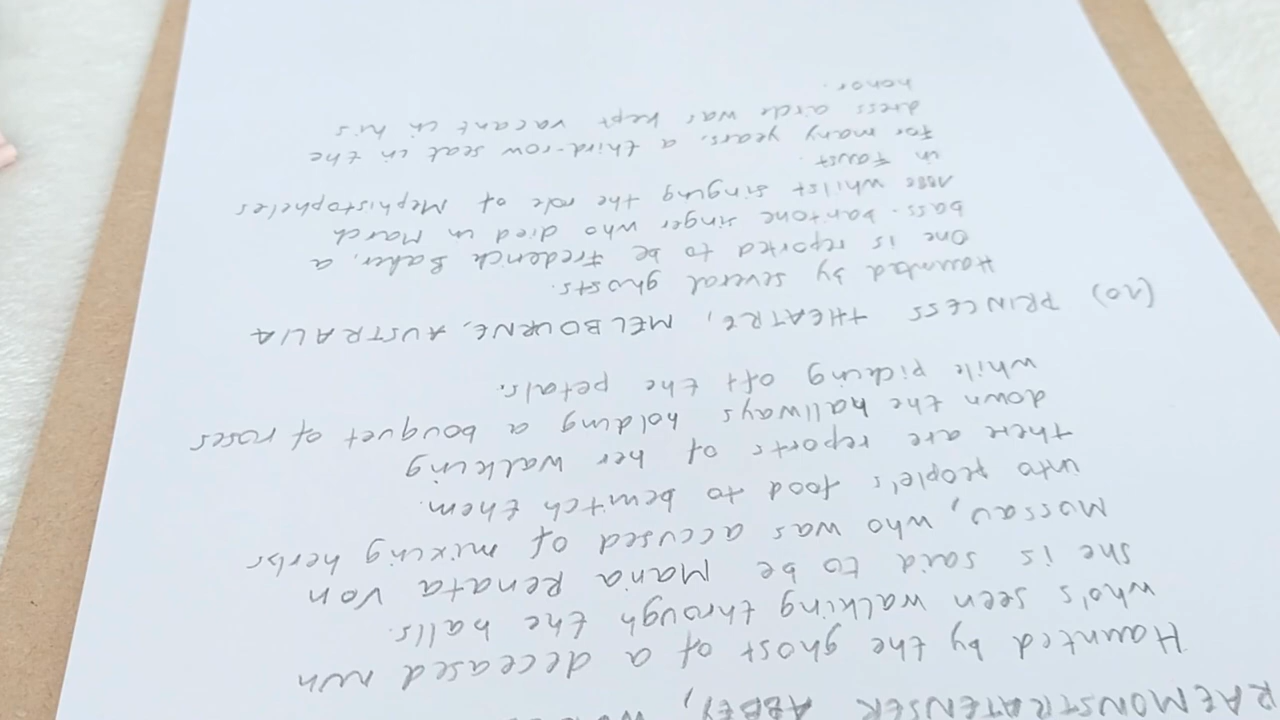 RAEMONSTRATENSER ABBEY,
Haunted by the ghost of a deceased nun
who's seen walking through the halls.
She is said to be Maria Renata von
Mossau, who was accused of mixing herbs
into people's food to bewitch them.
There are reports of her walking
down the hallways holding a bouquet of roses
while picking off the petals.
(10) PRINCESS THEATRE, MELBOURNE, AUSTRALIA
Haunted by several ghosts.
One is reported to be Frederick Baker, a
bass-baritone singer who died in March
1888 whilst singing the role of Mephistopheles
in Faust.
For many years, a third-row seat in the
dress circle was kept vacant in his
honor.